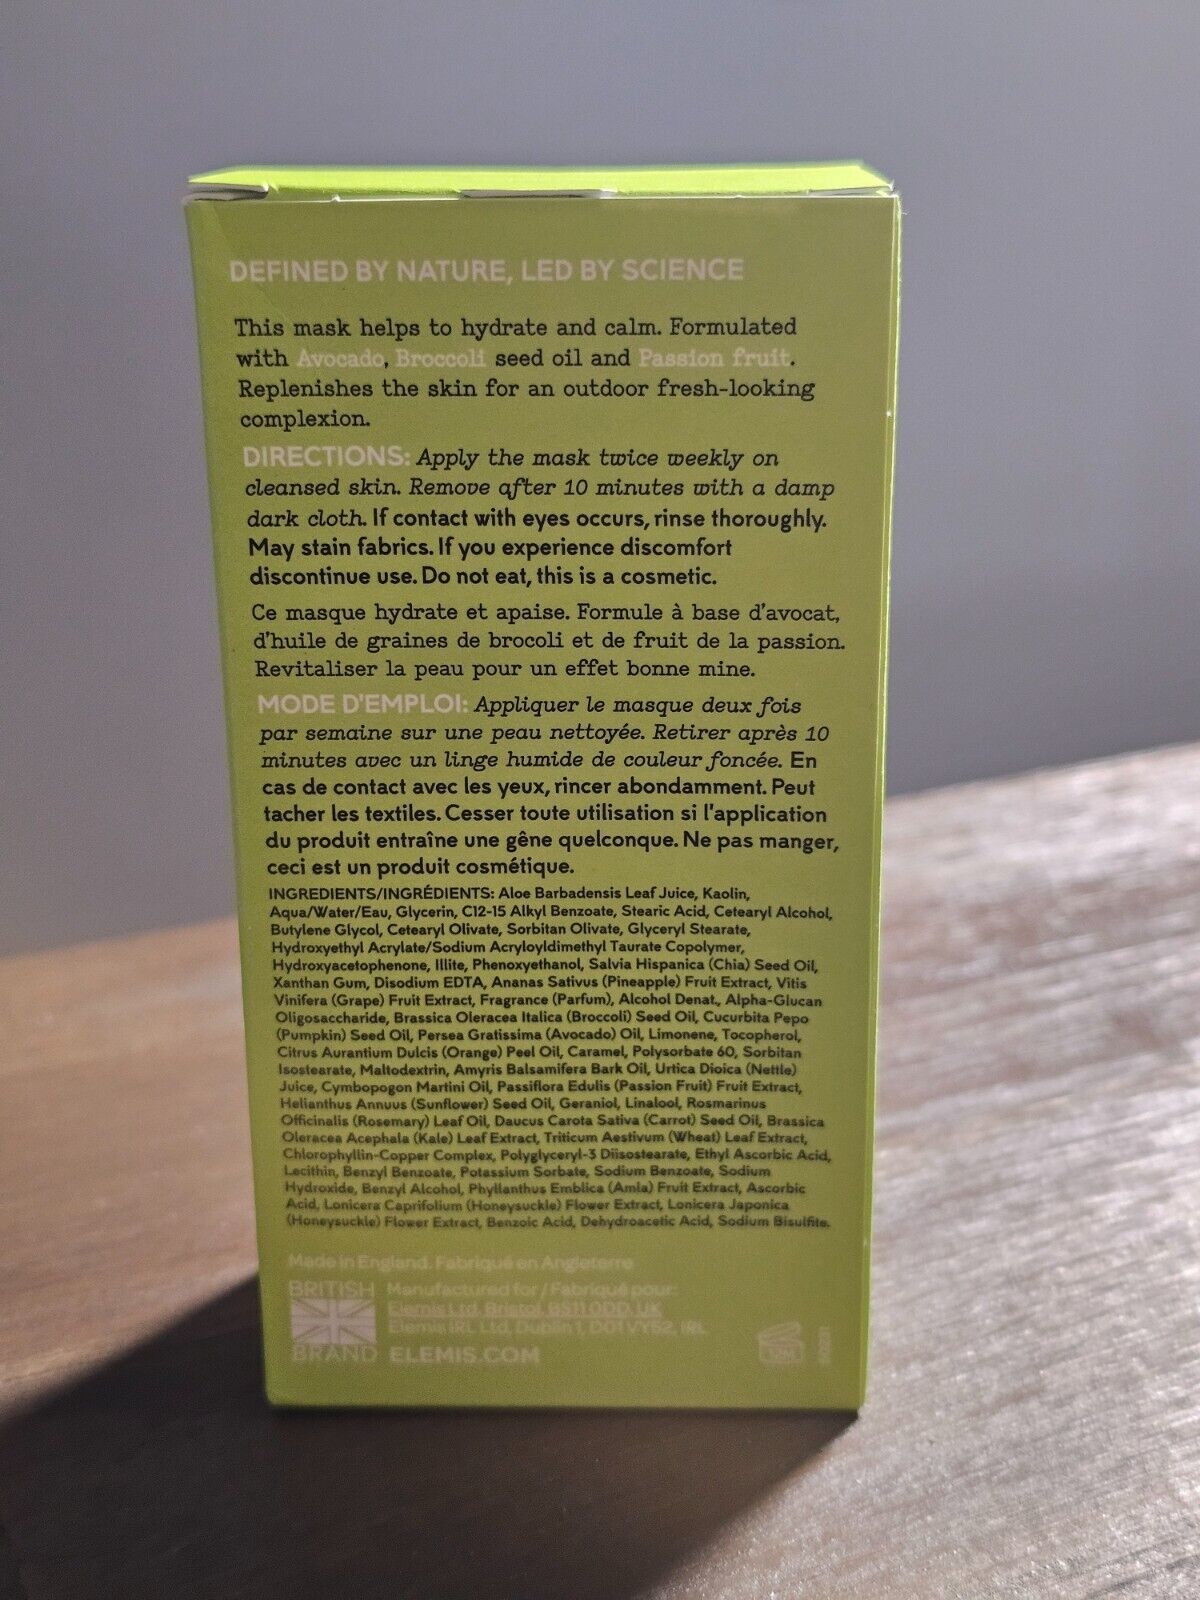 DEFINED BY NATURE, LED BY SCIENCE
This mask helps to hydrate and calm. Formulated
with Avocado, Broccoli seed oil and Passion fruit.
Replenishes the skin for an outdoor fresh-looking
complexion.
DIRECTIONS: Apply the mask twice weekly on
cleansed skin. Remove after 10 minutes with a damp
dark cloth. If contact with eyes occurs, rinse thoroughly.
May stain fabrics. If you experience discomfort
discontinue use. Do not eat, this is a cosmetic.
Ce masque hydrate et apaise. Formule à base d'avocat,
d'huile de graines de brocoli et de fruit de la passion.
Revitaliser la peau pour un effet bonne mine.
MODE D'EMPLOI: Appliquer le masque deux fois
par semaine sur une peau nettoyée. Retirer après 10
minutes avec un linge humide de couleur foncée. En
cas de contact avec les yeux, rincer abondamment. Peut
tacher les textiles. Cesser toute utilisation si l'application
du produit entraîne une gêne quelconque. Ne pas manger,
ceci est un produit cosmétique.
INGREDIENTS/INGRÉDIENTS: Aloe Barbadensis Leaf Juice, Kaolin,
Aqua/Water/Eau, Glycerin, C12-15 Alkyl Benzoate, Stearic Acid, Cetearyl Alcohol,
Butylene Glycol, Cetearyl Olivate, Sorbitan Olivate, Glyceryl Stearate,
Hydroxyethyl Acrylate/Sodium Acryloyldimethyl Taurate Copolymer,
Hydroxyacetophenone, Illite, Phenoxyethanol, Salvia Hispanica (Chia) Seed Oil,
Xanthan Gum, Disodium EDTA, Ananas Sativus (Pineapple) Fruit Extract, Vitis
Vinifera (Grape) Fruit Extract, Fragrance (Parfum), Alcohol Denat., Alpha-Glucan
Oligosaccharide, Brassica Oleracea Italica (Broccoli) Seed Oil, Cucurbita Pepo
(Pumpkin) Seed Oil, Persea Gratissima (Avocado) Oil, Limonene, Tocopherol,
Citrus Aurantium Dulcis (Orange) Peel Oil, Caramel, Polysorbate 60, Sorbitan
Isostearate, Maltodextrin, Amyris Balsamifera Bark Oil, Urtica Dioica (Nettle)
Juice, Cymbopogon Martini Oil, Passiflora Edulis (Passion Fruit) Fruit Extract,
Helianthus Annuus (Sunflower) Seed Oil, Geraniol, Linalool, Rosmarinus
Officinalis (Rosemary) Leaf Oil, Daucus Carota Sativa (Carrot) Seed Oil, Brassica
Oleracea Acephala (Kale) Leaf Extract, Triticum Aestivum (Wheat) Leaf Extract,
Chlorophyllin-Copper Complex, Polyglyceryl-3 Diisostearate, Ethyl Ascorbic Acid,
Lecithin, Benzyl Benzoate, Potassium Sorbate, Sodium Benzoate, Sodium
Hydroxide, Benzyl Alcohol, Phyllanthus Emblica (Amla) Fruit Extract, Ascorbic
Acid, Lonicera Caprifolium (Honeysuckle) Flower Extract, Lonicera Japonica
(Honeysuckle) Flower Extract, Benzoic Acid, Dehydroacetic Acid, Sodium Bisulfite.
Made in England. Fabriqué en Angleterre
BRITISH
BRAND
Manufactured for / Fabriqué pour:
Elemis Ltd, Bristol, BS11 0DD, UK
Elemis IRL Ltd, Dublin 1, D01 VY52, IRL
ELEMIS.COM